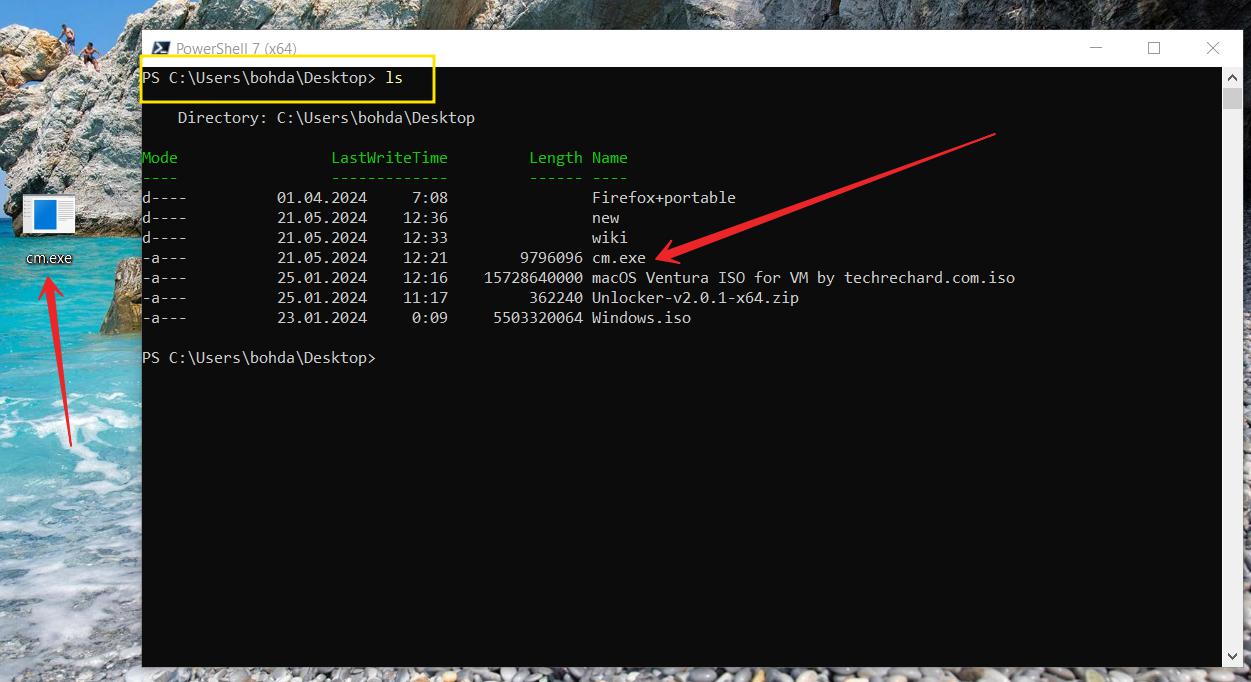 PowerShell 7 (x64)
PS C:\Users\bohda\Desktop> ls
Directory: C:\Users\bohda\Desktop
Mode LastWriteTime Length Name
---- ------------- ------ ----
d---- 01.04.2024 7:08 Firefox+portable
d---- 21.05.2024 12:36 new
d---- 21.05.2024 12:33 wiki
-a--- 21.05.2024 12:21 9796096 cm.exe
-a--- 25.01.2024 12:16 15728640000 macOS Ventura ISO for VM by techrechard.com.iso
-a--- 25.01.2024 11:17 362240 Unlocker-v2.0.1-x64.zip
-a--- 23.01.2024 0:09 5503320064 Windows.iso
PS C:\Users\bohda\Desktop>
cm.exe